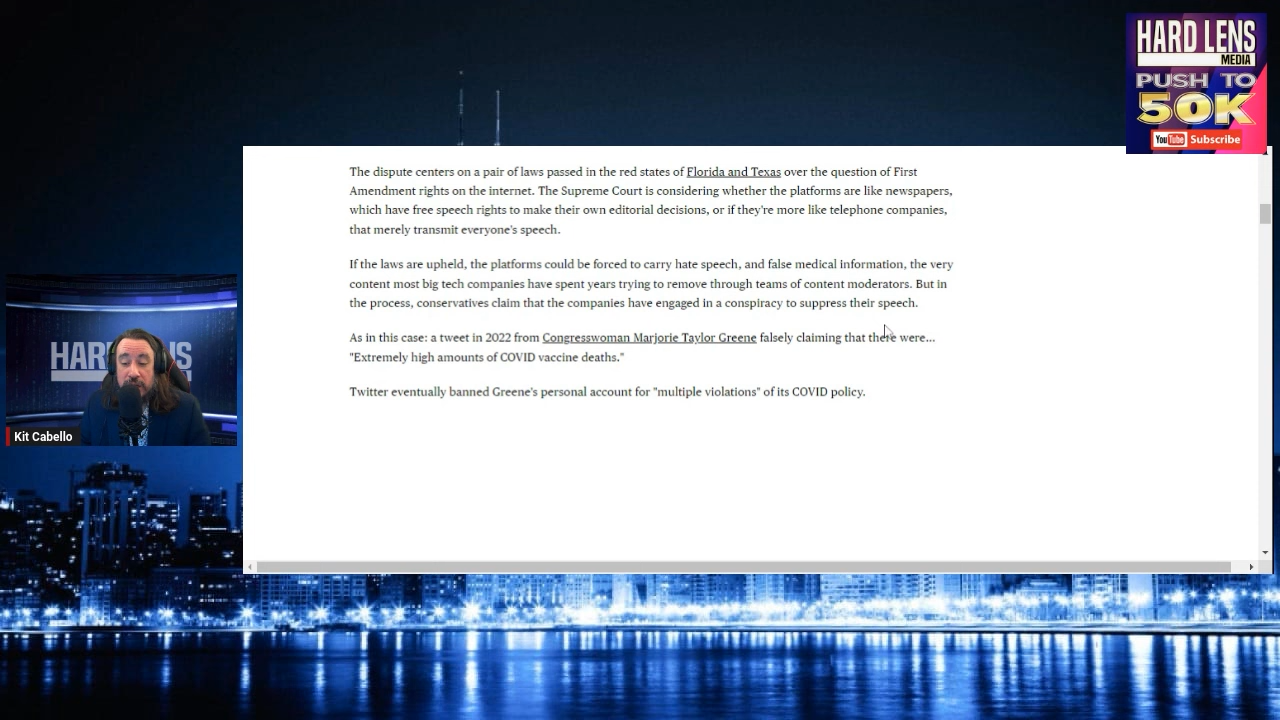 HARD LENS
MEDIA
PUSH TO
50K
YouTube Subscribe
The dispute centers on a pair of laws passed in the red states of Florida and Texas over the question of First
Amendment rights on the internet. The Supreme Court is considering whether the platforms are like newspapers,
which have free speech rights to make their own editorial decisions, or if they're more like telephone companies,
that merely transmit everyone's speech.
If the laws are upheld, the platforms could be forced to carry hate speech, and false medical information, the very
content most big tech companies have spent years trying to remove through teams of content moderators. But in
the process, conservatives claim that the companies have engaged in a conspiracy to suppress their speech.
As in this case: a tweet in 2022 from Congresswoman Marjorie Taylor Greene falsely claiming that there were...
"Extremely high amounts of COVID vaccine deaths."
Twitter eventually banned Greene's personal account for "multiple violations" of its COVID policy.
Kit Cabello